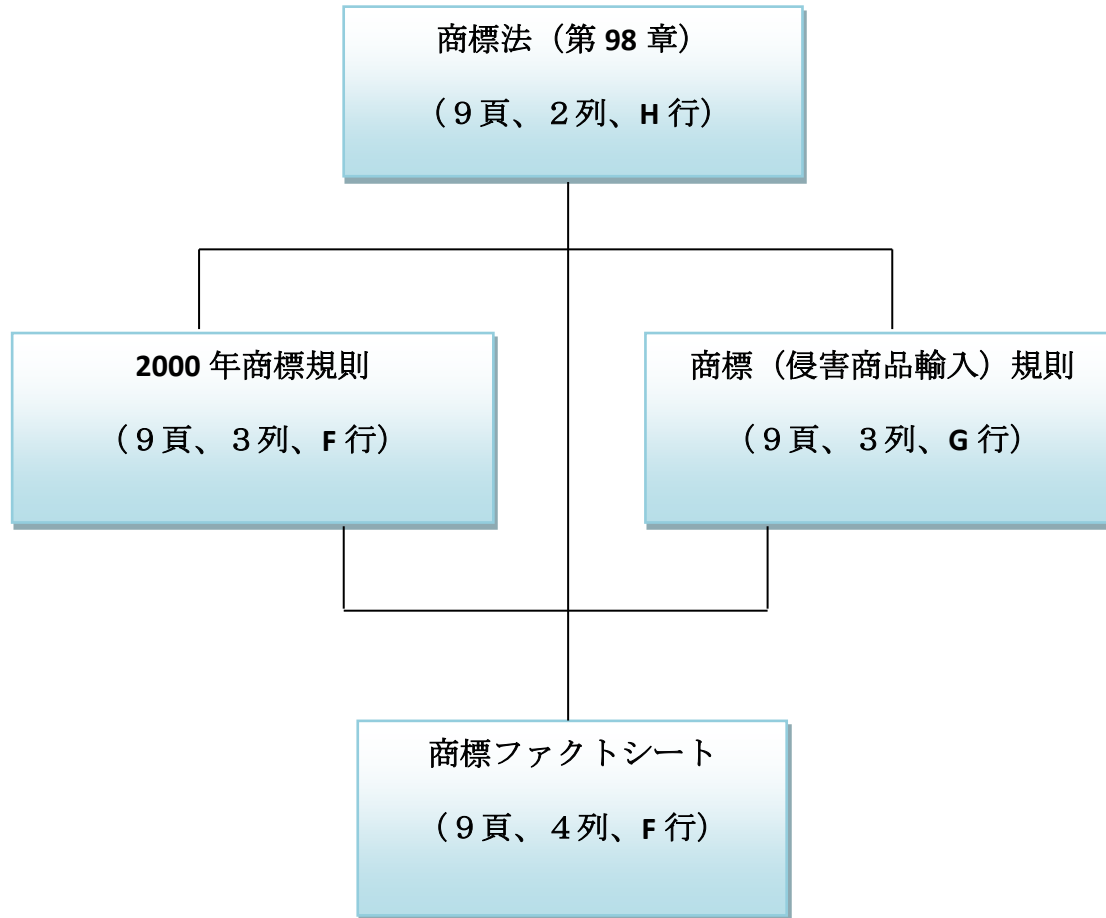 商標法（第 98 章）
（９頁、２列、H 行）
2000 年商標規則
（９頁、３列、F 行）
商標（侵害商品輸入）規則
（９頁、３列、G 行）
商標ファクトシート
（９頁、４列、F 行）